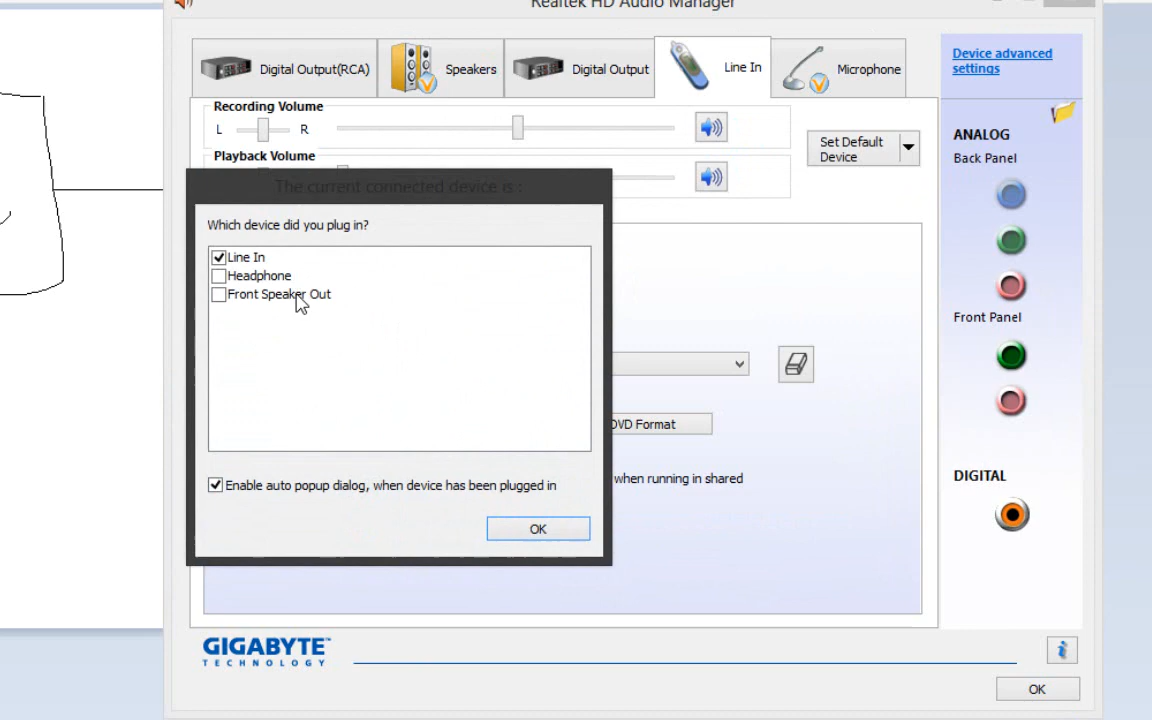 Realtek HD Audio Manager
Digital Output(RCA)
Speakers
Digital Output
Line In
Microphone
Device advanced
settings
Recording Volume
L
R
Set Default
Device
Playback Volume
ANALOG
Back Panel
The current connected device is :
Which device did you plug in?
Line In
Headphone
Front Speaker Out
Front Panel
DVD Format
when running in shared
DIGITAL
Enable auto popup dialog, when device has been plugged in
OK
GIGABYTE™
TECHNOLOGY
i
OK